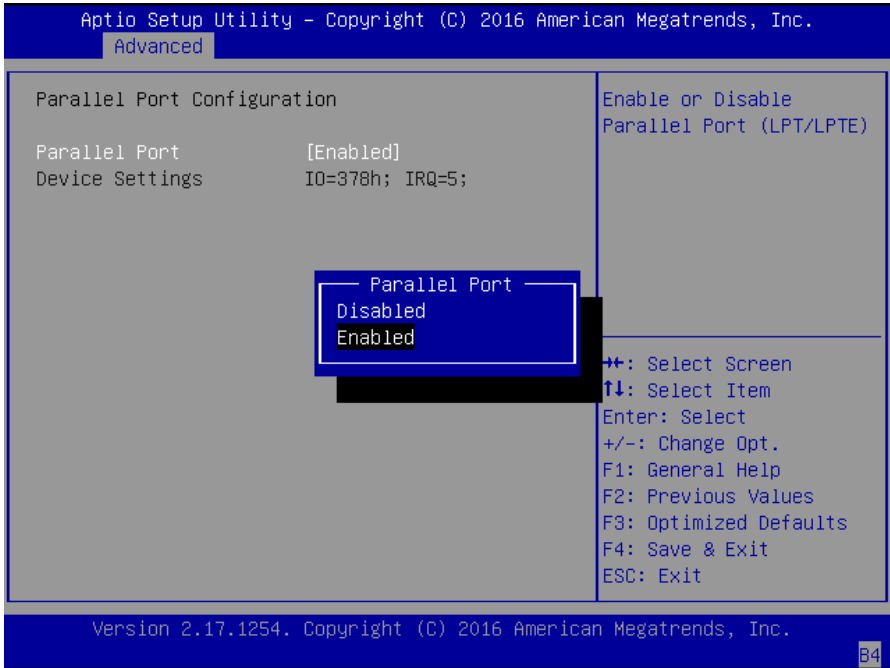 Aptio Setup Utility – Copyright (C) 2016 American Megatrends, Inc.
Advanced
Parallel Port Configuration
Parallel Port [Enabled]
Device Settings IO=378h; IRQ=5;
Enable or Disable
Parallel Port (LPT/LPTE)
Parallel Port
Disabled
Enabled
→←: Select Screen
↑↓: Select Item
Enter: Select
+/-: Change Opt.
F1: General Help
F2: Previous Values
F3: Optimized Defaults
F4: Save & Exit
ESC: Exit
Version 2.17.1254. Copyright (C) 2016 American Megatrends, Inc.
B4